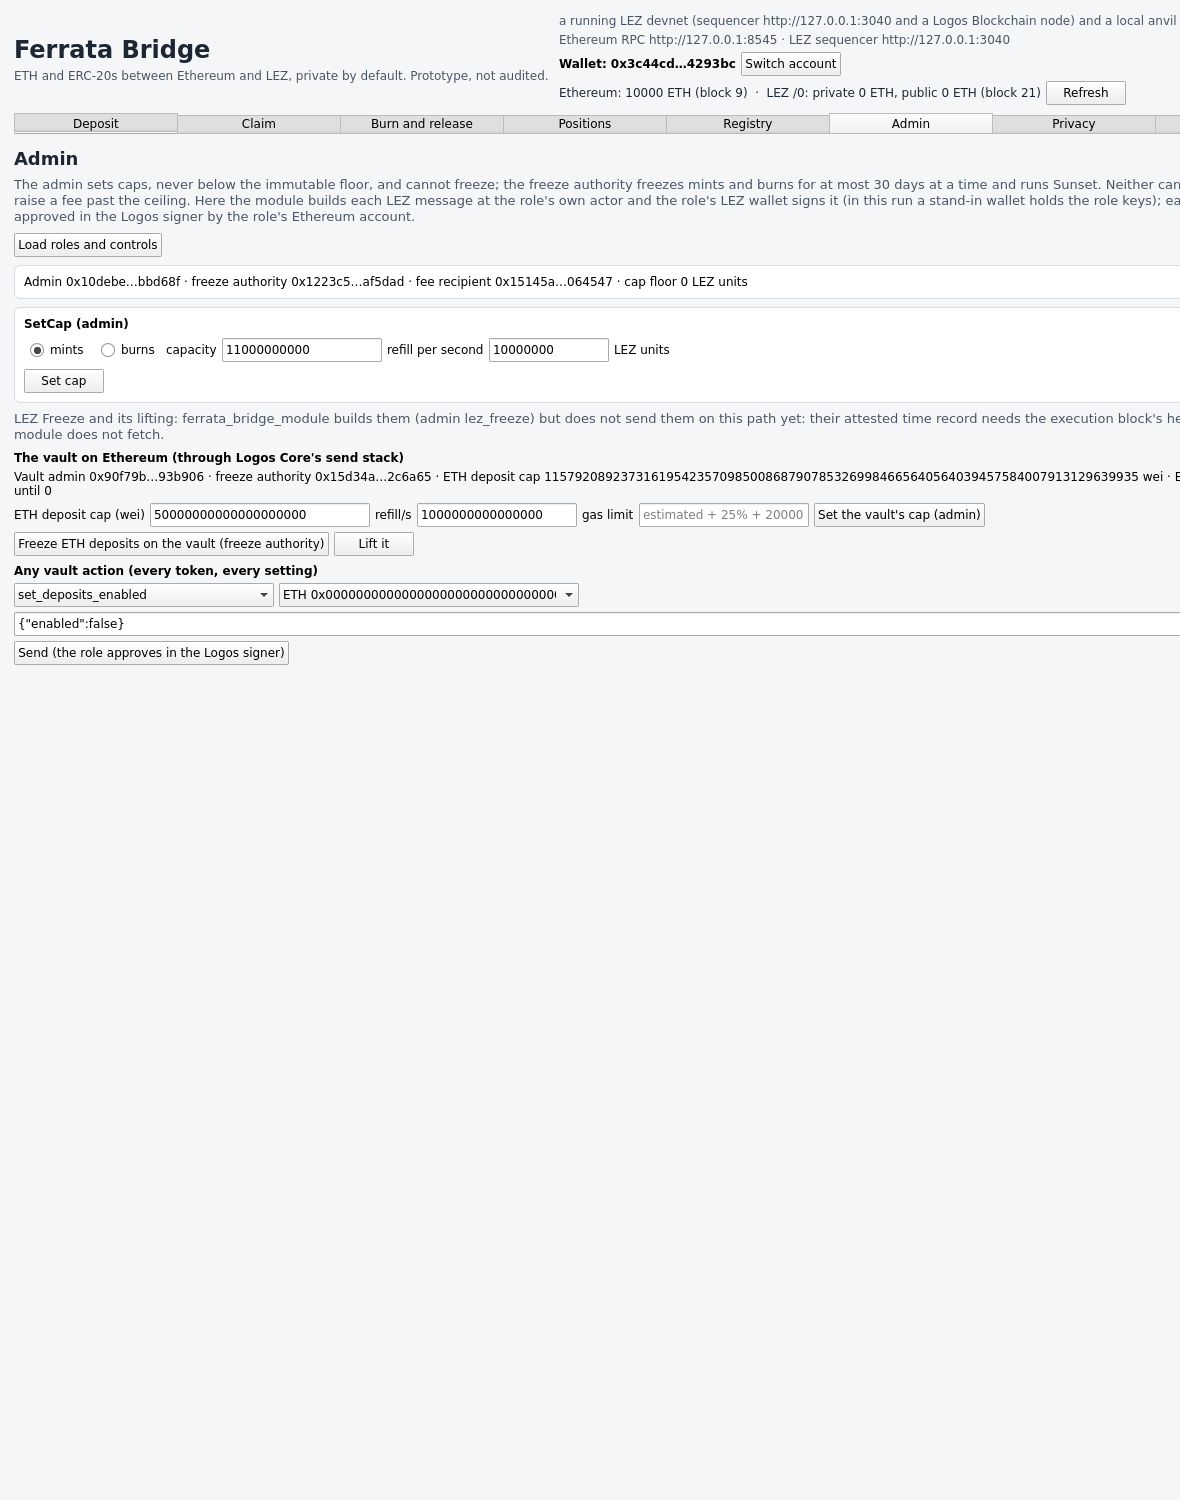 a running LEZ devnet (sequencer http://127.0.0.1:3040 and a Logos Blockchain node) and a local anvil
Ferrata Bridge
Ethereum RPC http://127.0.0.1:8545 · LEZ sequencer http://127.0.0.1:3040
ETH and ERC-20s between Ethereum and LEZ, private by default. Prototype, not audited.
Wallet: 0x3c44cd…4293bc Switch account
Ethereum: 10000 ETH (block 9) · LEZ /0: private 0 ETH, public 0 ETH (block 21) Refresh
Deposit Claim Burn and release Positions Registry Admin Privacy
Admin
The admin sets caps, never below the immutable floor, and cannot freeze; the freeze authority freezes mints and burns for at most 30 days at a time and runs Sunset. Neither can
raise a fee past the ceiling. Here the module builds each LEZ message at the role's own actor and the role's LEZ wallet signs it (in this run a stand-in wallet holds the role keys); ea
approved in the Logos signer by the role's Ethereum account.
Load roles and controls
Admin 0x10debe…bbd68f · freeze authority 0x1223c5…af5dad · fee recipient 0x15145a…064547 · cap floor 0 LEZ units
SetCap (admin)
mints burns capacity 11000000000 refill per second 10000000 LEZ units
Set cap
LEZ Freeze and its lifting: ferrata_bridge_module builds them (admin lez_freeze) but does not send them on this path yet: their attested time record needs the execution block's he
module does not fetch.
The vault on Ethereum (through Logos Core's send stack)
Vault admin 0x90f79b…93b906 · freeze authority 0x15d34a…2c6a65 · ETH deposit cap 115792089237316195423570985008687907853269984665640564039457584007913129639935 wei · E
until 0
ETH deposit cap (wei) 50000000000000000000 refill/s 1000000000000000 gas limit estimated + 25% + 20000 Set the vault's cap (admin)
Freeze ETH deposits on the vault (freeze authority) Lift it
Any vault action (every token, every setting)
set_deposits_enabled ETH 0x000000000000000000000000000000
{"enabled":false}
Send (the role approves in the Logos signer)